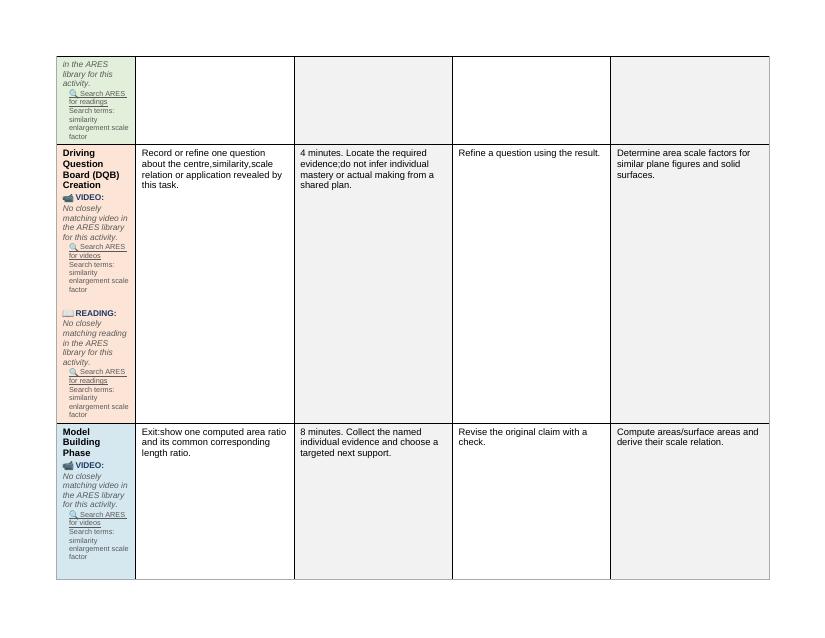 in the ARES
library for this
activity.
🔍 Search ARES
for readings
Search terms:
similarity
enlargement scale
factor
Driving
Question
Board (DQB)
Creation
📹 VIDEO:
No closely
matching video in
the ARES library
for this activity.
🔍 Search ARES
for videos
Search terms:
similarity
enlargement scale
factor
📖 READING:
No closely
matching reading
in the ARES
library for this
activity.
🔍 Search ARES
for readings
Search terms:
similarity
enlargement scale
factor
Record or refine one question
about the centre,similarity,scale
relation or application revealed by
this task.
4 minutes. Locate the required
evidence;do not infer individual
mastery or actual making from a
shared plan.
Refine a question using the result.
Determine area scale factors for
similar plane figures and solid
surfaces.
Model
Building
Phase
📹 VIDEO:
No closely
matching video in
the ARES library
for this activity.
🔍 Search ARES
for videos
Search terms:
similarity
enlargement scale
factor
Exit:show one computed area ratio
and its common corresponding
length ratio.
8 minutes. Collect the named
individual evidence and choose a
targeted next support.
Revise the original claim with a
check.
Compute areas/surface areas and
derive their scale relation.